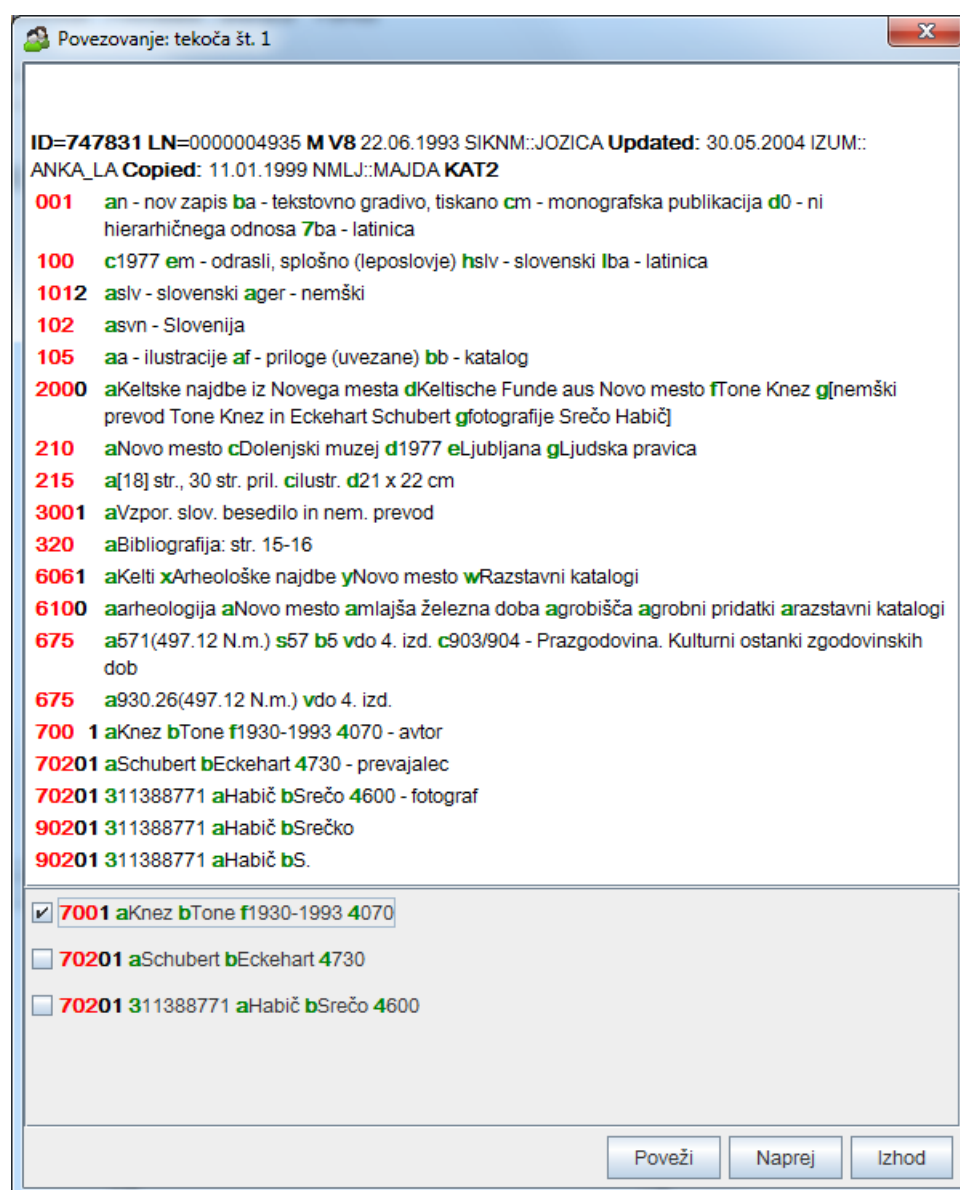 Povezovanje: tekoča št. 1
ID=747831 LN=0000004935 M V8 22.06.1993 SIKNM::JOZICA Updated: 30.05.2004 IZUM::
ANKA_LA Copied: 11.01.1999 NMLJ::MAJDA KAT2
001 an - nov zapis ba - tekstovno gradivo, tiskano cm - monografska publikacija d0 - ni
hierarhičnega odnosa 7ba - latinica
100 c1977 em - odrasli, splošno (leposlovje) hslv - slovenski lba - latinica
1012 aslv - slovenski ager - nemški
102 asvn - Slovenija
105 aa - ilustracije af - priloge (uvezane) bb - katalog
2000 aKeltske najdbe iz Novega mesta dKeltische Funde aus Novo mesto fTone Knez g[nemški
prevod Tone Knez in Eckehart Schubert gfotografije Srečo Habič]
210 aNovo mesto cDolenjski muzej d1977 eLjubljana gLjudska pravica
215 a[18] str., 30 str. pril. cilustr. d21 x 22 cm
3001 aVzpor. slov. besedilo in nem. prevod
320 aBibliografija: str. 15-16
6061 aKelti xArheološke najdbe yNovo mesto wRazstavni katalogi
6100 aarheologija aNovo mesto amlajša železna doba agrobišča agrobni pridatki arazstavni katalogi
675 a571(497.12 N.m.) s57 b5 vdo 4. izd. c903/904 - Prazgodovina. Kulturni ostanki zgodovinskih
dob
675 a930.26(497.12 N.m.) vdo 4. izd.
700 1 aKnez bTone f1930-1993 4070 - avtor
70201 aSchubert bEckehart 4730 - prevajalec
70201 311388771 aHabič bSrečo 4600 - fotograf
90201 311388771 aHabič bSrečko
90201 311388771 aHabič bS.
7001 aKnez bTone f1930-1993 4070
70201 aSchubert bEckehart 4730
70201 311388771 aHabič bSrečo 4600
Poveži Naprej Izhod